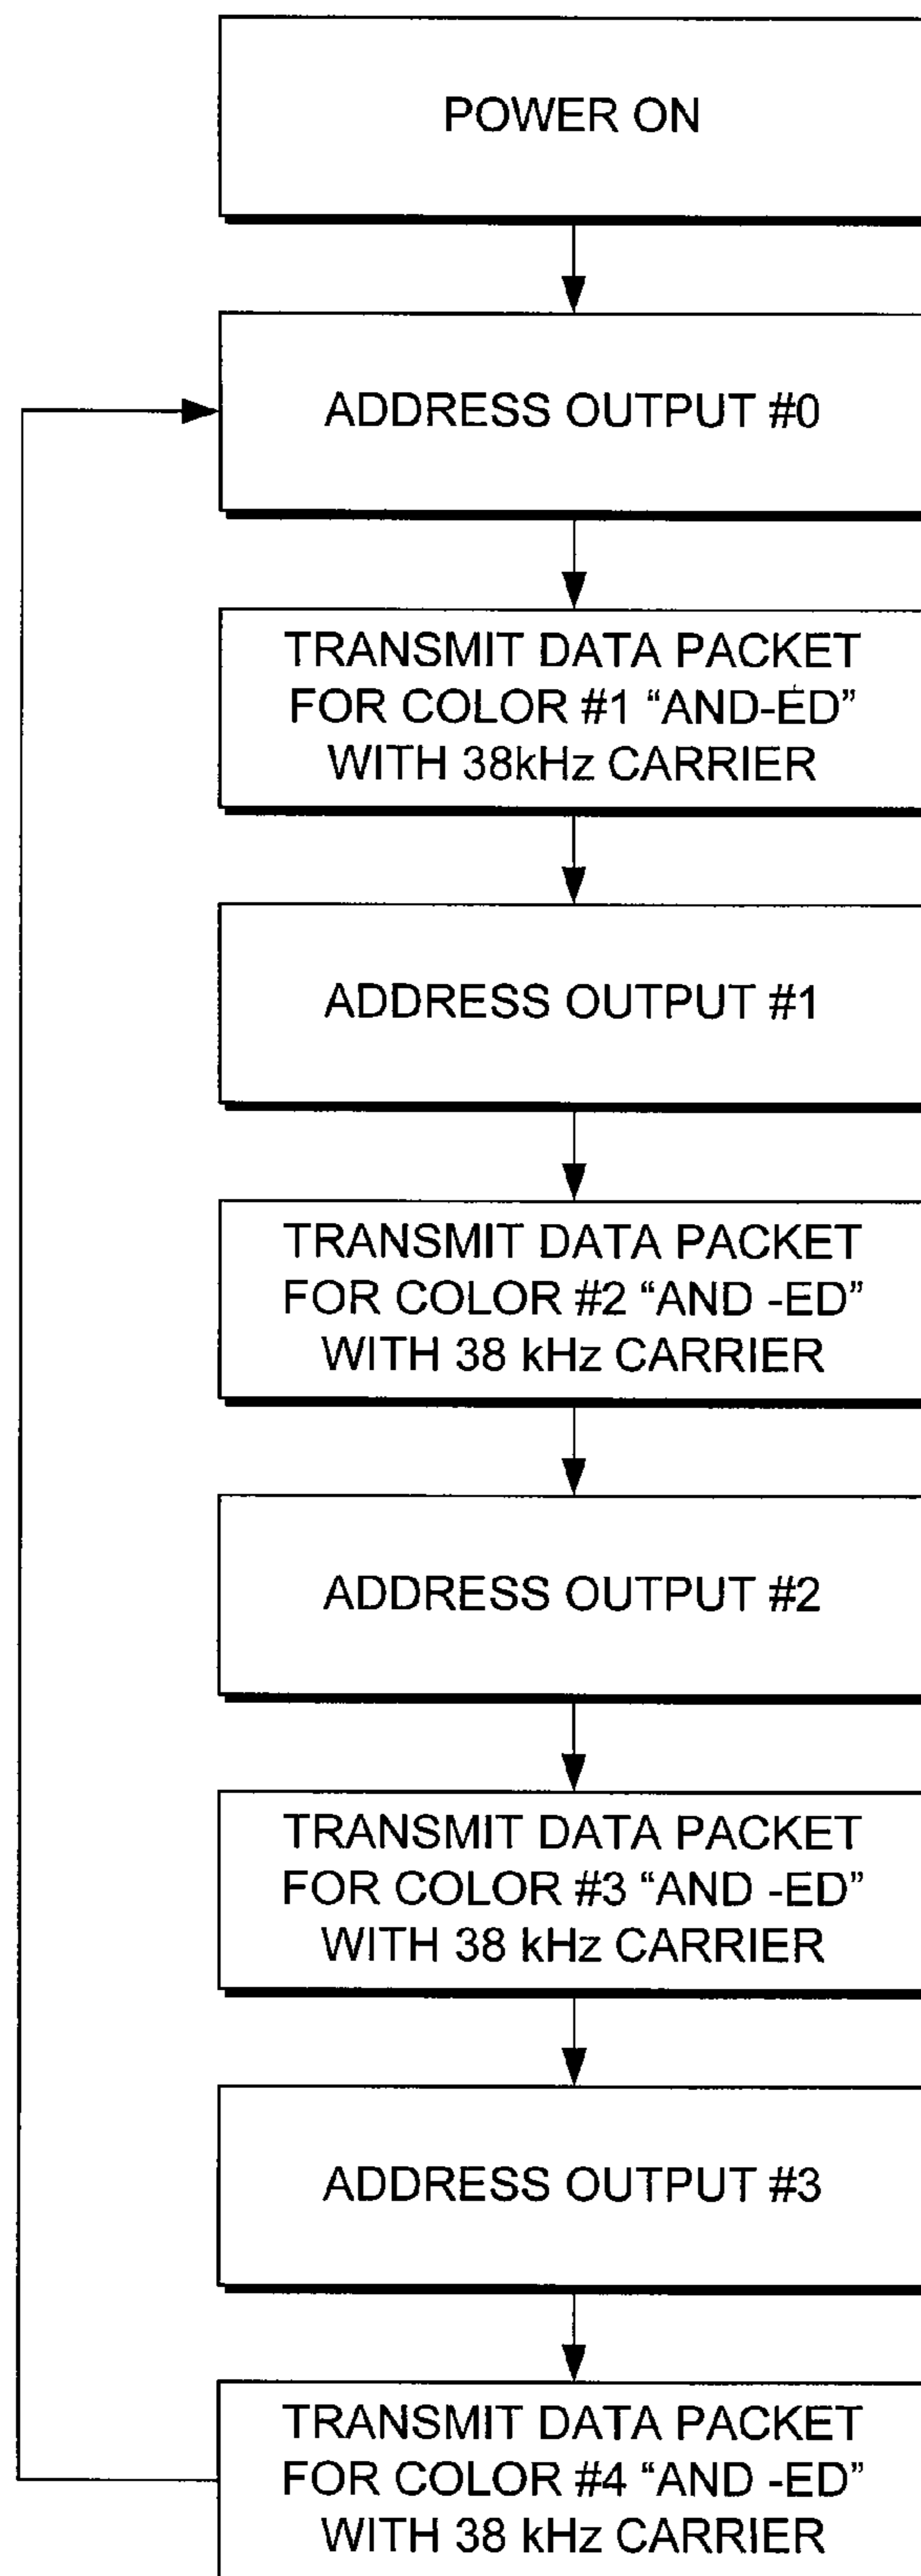 POWER ON
ADDRESS OUTPUT #0
TRANSMIT DATA PACKET
FOR COLOR #1 “AND-ED”
WITH 38kHz CARRIER
ADDRESS OUTPUT #1
TRANSMIT DATA PACKET
FOR COLOR #2 “AND -ED”
WITH 38 kHz CARRIER
ADDRESS OUTPUT #2
TRANSMIT DATA PACKET
FOR COLOR #3 “AND -ED”
WITH 38 kHz CARRIER
ADDRESS OUTPUT #3
TRANSMIT DATA PACKET
FOR COLOR #4 “AND -ED”
WITH 38 kHz CARRIER